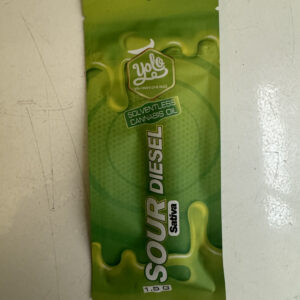 Yolo
SOLVENTLESS
CANNABIS OIL
SOUR DIESEL
Sativa
1.5 G